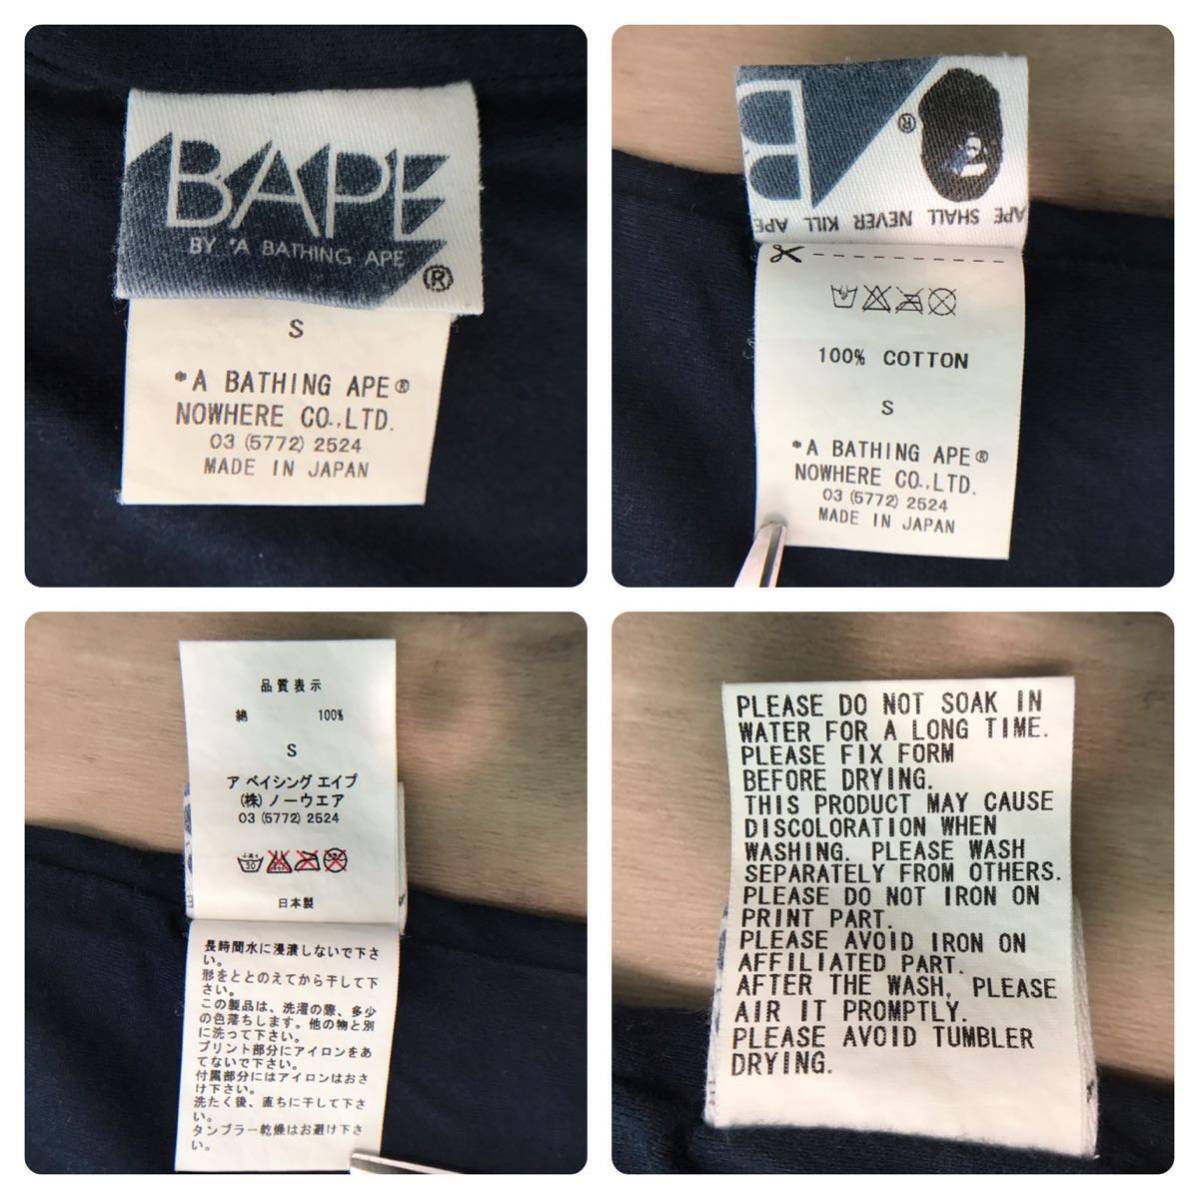 BAPE
BY *A BATHING APE
®
S
*A BATHING APE®
NOWHERE CO.,LTD.
03 (5772) 2524
MADE IN JAPAN
B
®
APE SHALL NEVER KILL APE
100% COTTON
S
*A BATHING APE®
NOWHERE CO.,LTD.
03 (5772) 2524
MADE IN JAPAN
品質表示
綿 100%
S
ア ベイシング エイプ
(株) ノーウエア
03 (5772) 2524
日本製
長時間水に浸漬しないで下さ
い。
形をととのえてから干して下
さい。
この製品は、洗濯の際、多少
の色落ちします。他の物と別
に洗って下さい。
プリント部分にアイロンをあ
てないで下さい。
付属部分にはアイロンはおさ
け下さい。
洗たく後、直ちに干して下さ
い。
タンブラー乾燥はお避け下さ
い。
PLEASE DO NOT SOAK IN
WATER FOR A LONG TIME.
PLEASE FIX FORM
BEFORE DRYING.
THIS PRODUCT MAY CAUSE
DISCOLORATION WHEN
WASHING. PLEASE WASH
SEPARATELY FROM OTHERS.
PLEASE DO NOT IRON ON
PRINT PART.
PLEASE AVOID IRON ON
AFFILIATED PART.
AFTER THE WASH, PLEASE
AIR IT PROMPTLY.
PLEASE AVOID TUMBLER
DRYING.